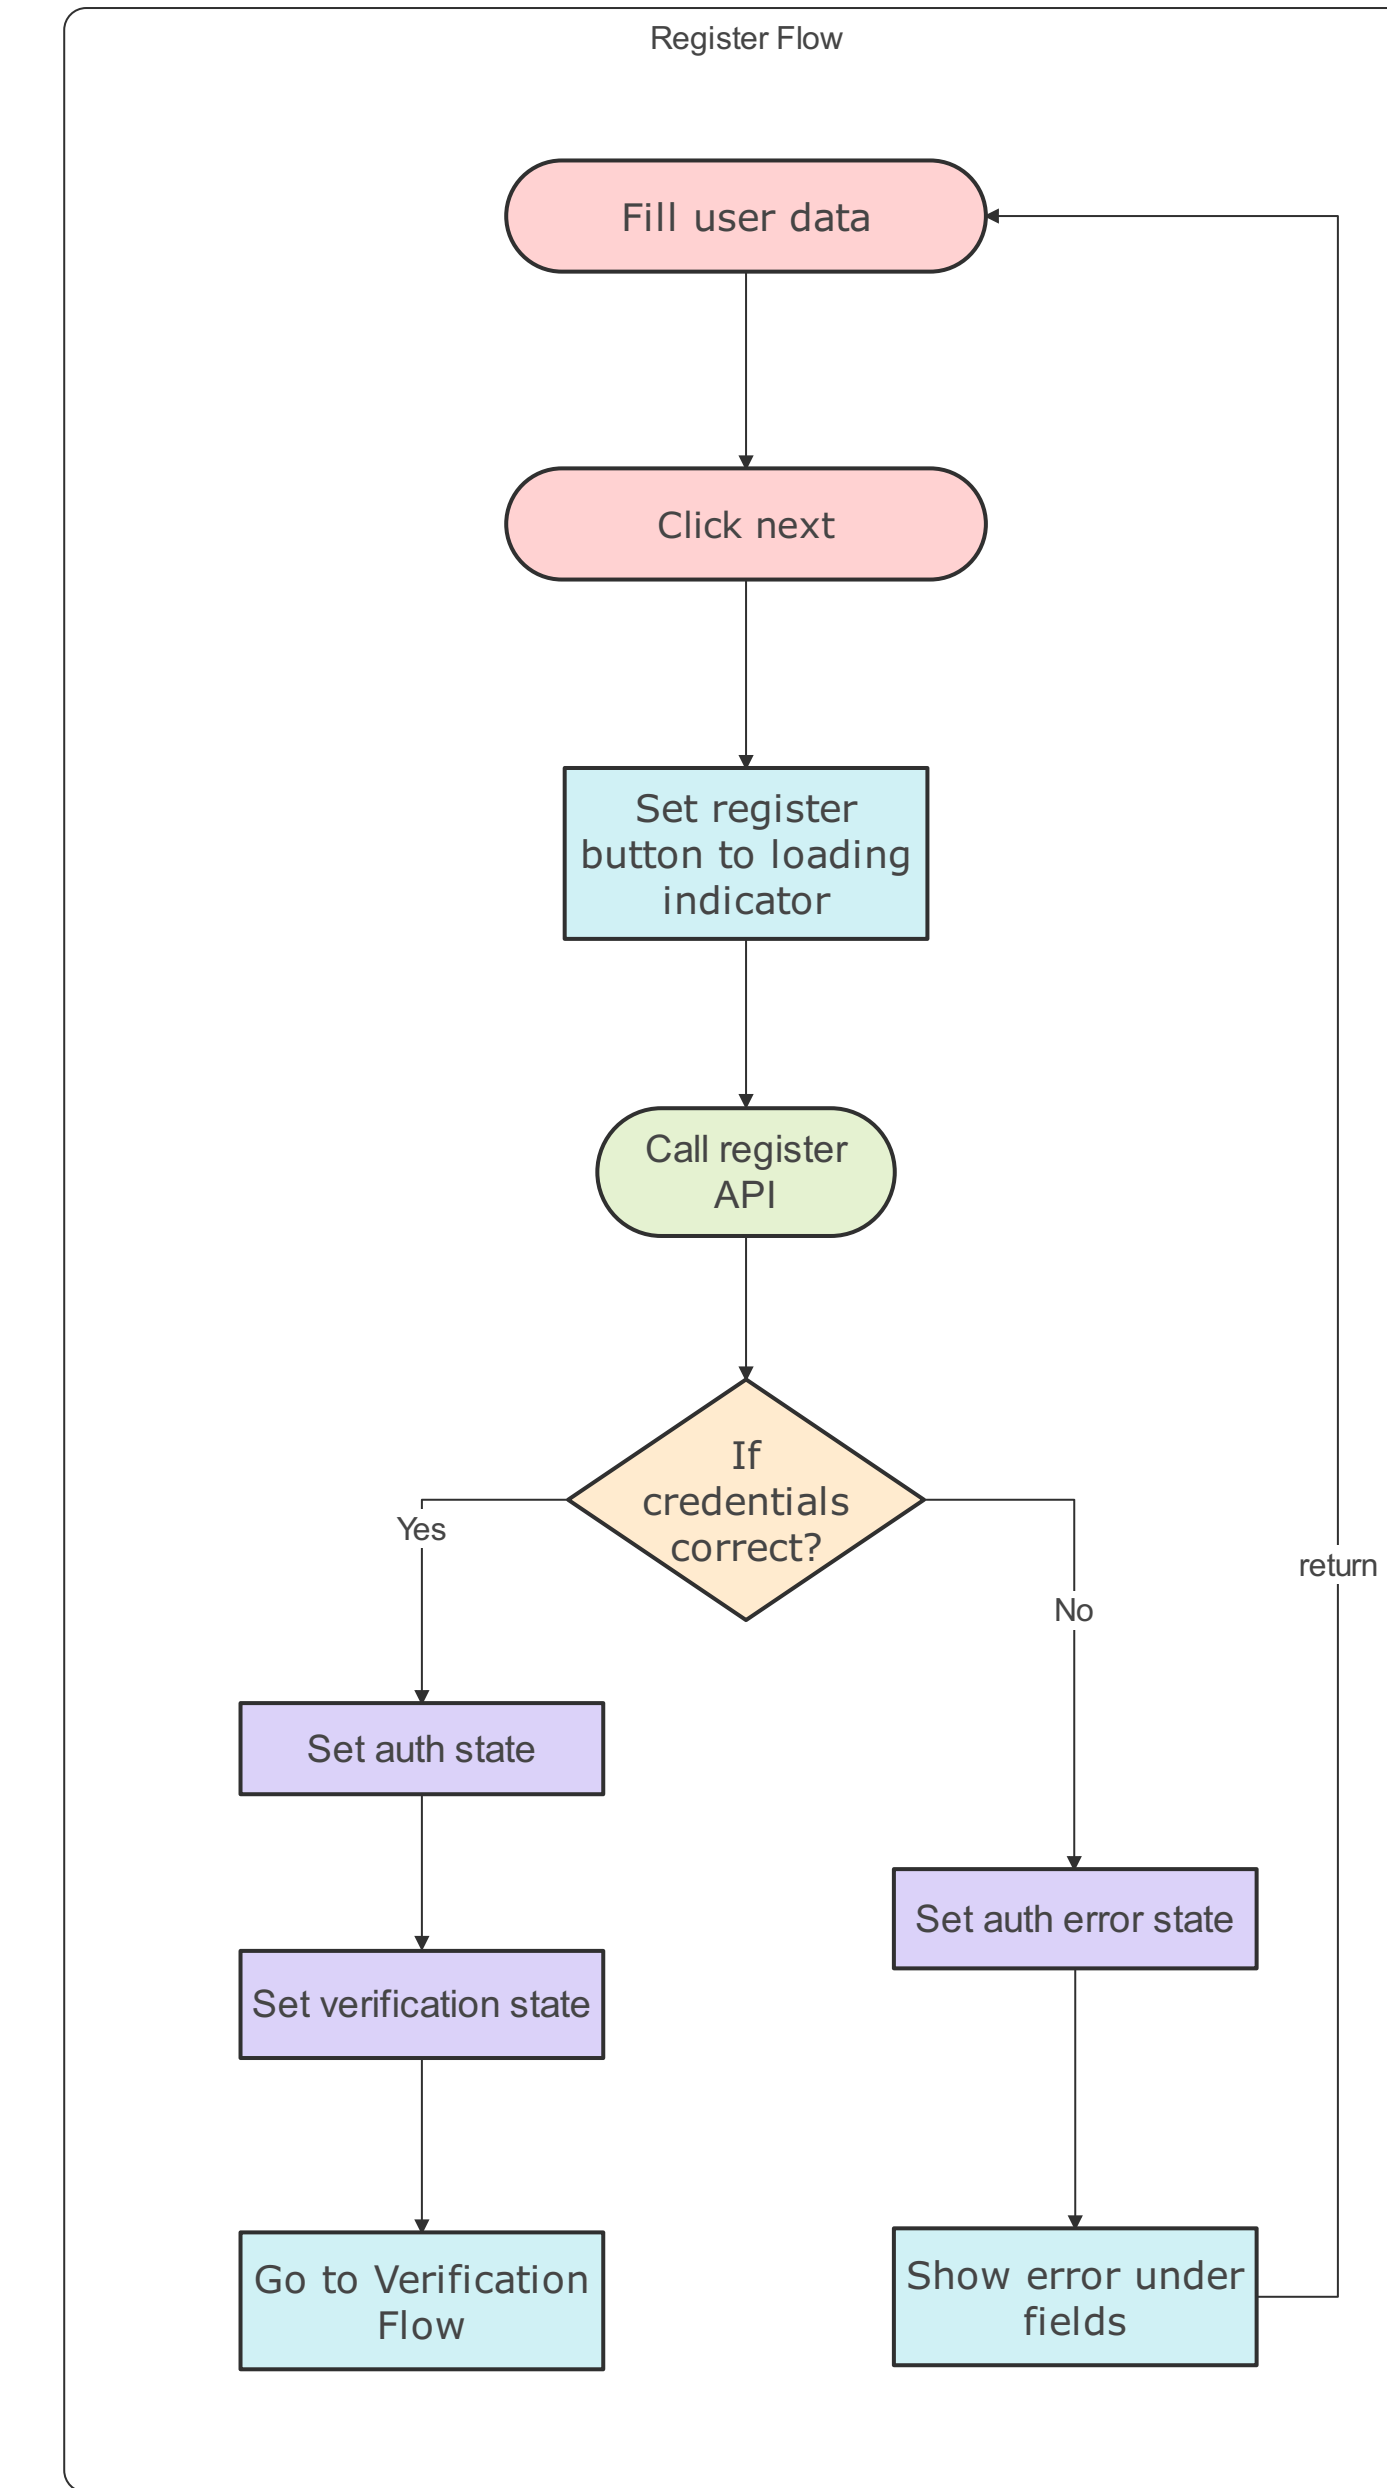 Register Flow
Fill user data
Click next
Set register
button to loading
indicator
Call register
API
If
credentials
correct?
Yes
No
return
Set auth state
Set auth error state
Set verification state
Go to Verification
Flow
Show error under
fields